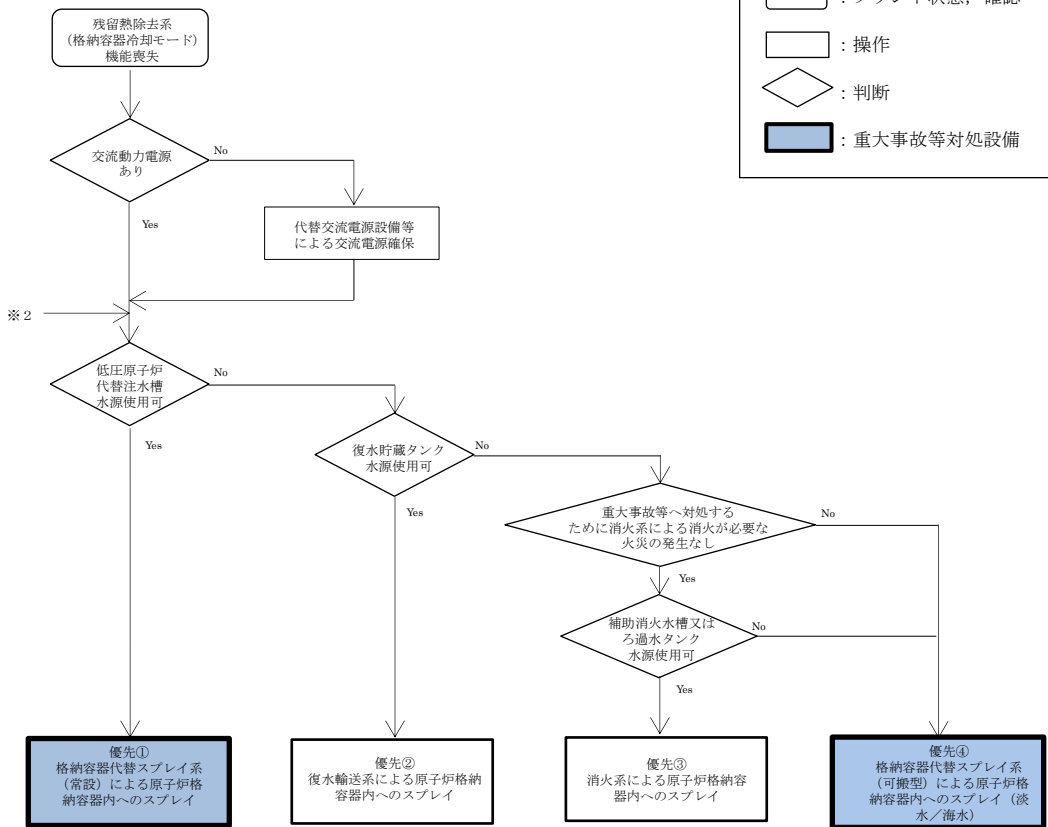 ：プラント状態，確認
：操作
：判断
：重大事故等対処設備
残留熱除去系
（格納容器冷却モード）
機能喪失
交流動力電源
あり
No
Yes
代替交流電源設備等
による交流電源確保
※２
低圧原子炉
代替注水槽
水源使用可
No
Yes
復水貯蔵タンク
水源使用可
No
Yes
重大事故等へ対処する
ために消火系による消火が必要な
火災の発生なし
No
Yes
補助消火水槽又は
ろ過水タンク
水源使用可
No
Yes
優先①
格納容器代替スプレイ系
（常設）による原子炉格
納容器内へのスプレイ
優先②
復水輸送系による原子炉格納
容器内へのスプレイ
優先③
消火系による原子炉格納容
器内へのスプレイ
優先④
格納容器代替スプレイ系
（可搬型）による原子炉格
納容器内へのスプレイ（淡
水／海水）